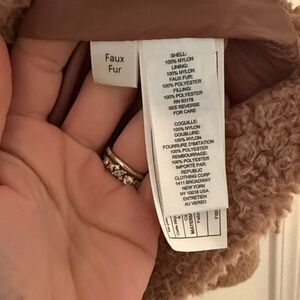 Faux
Fur
SHELL:
100% NYLON
LINING:
100% NYLON
FAUX FUR:
100% POLYESTER
FILLING:
100% POLYESTER
RN 93178
SEE REVERSE
FOR CARE
COQUILLE:
100% NYLON
DOUBLURE:
100% NYLON
FOURRURE D'IMITATION
100% POLYESTER
REMBOURRAGE:
100% POLYESTER
IMPORTÉ PAR:
REPUBLIC
CLOTHING CORP
1411 BROADWAY
NEW YORK
NY 10018 USA
ENTRETIEN
AU VERSO